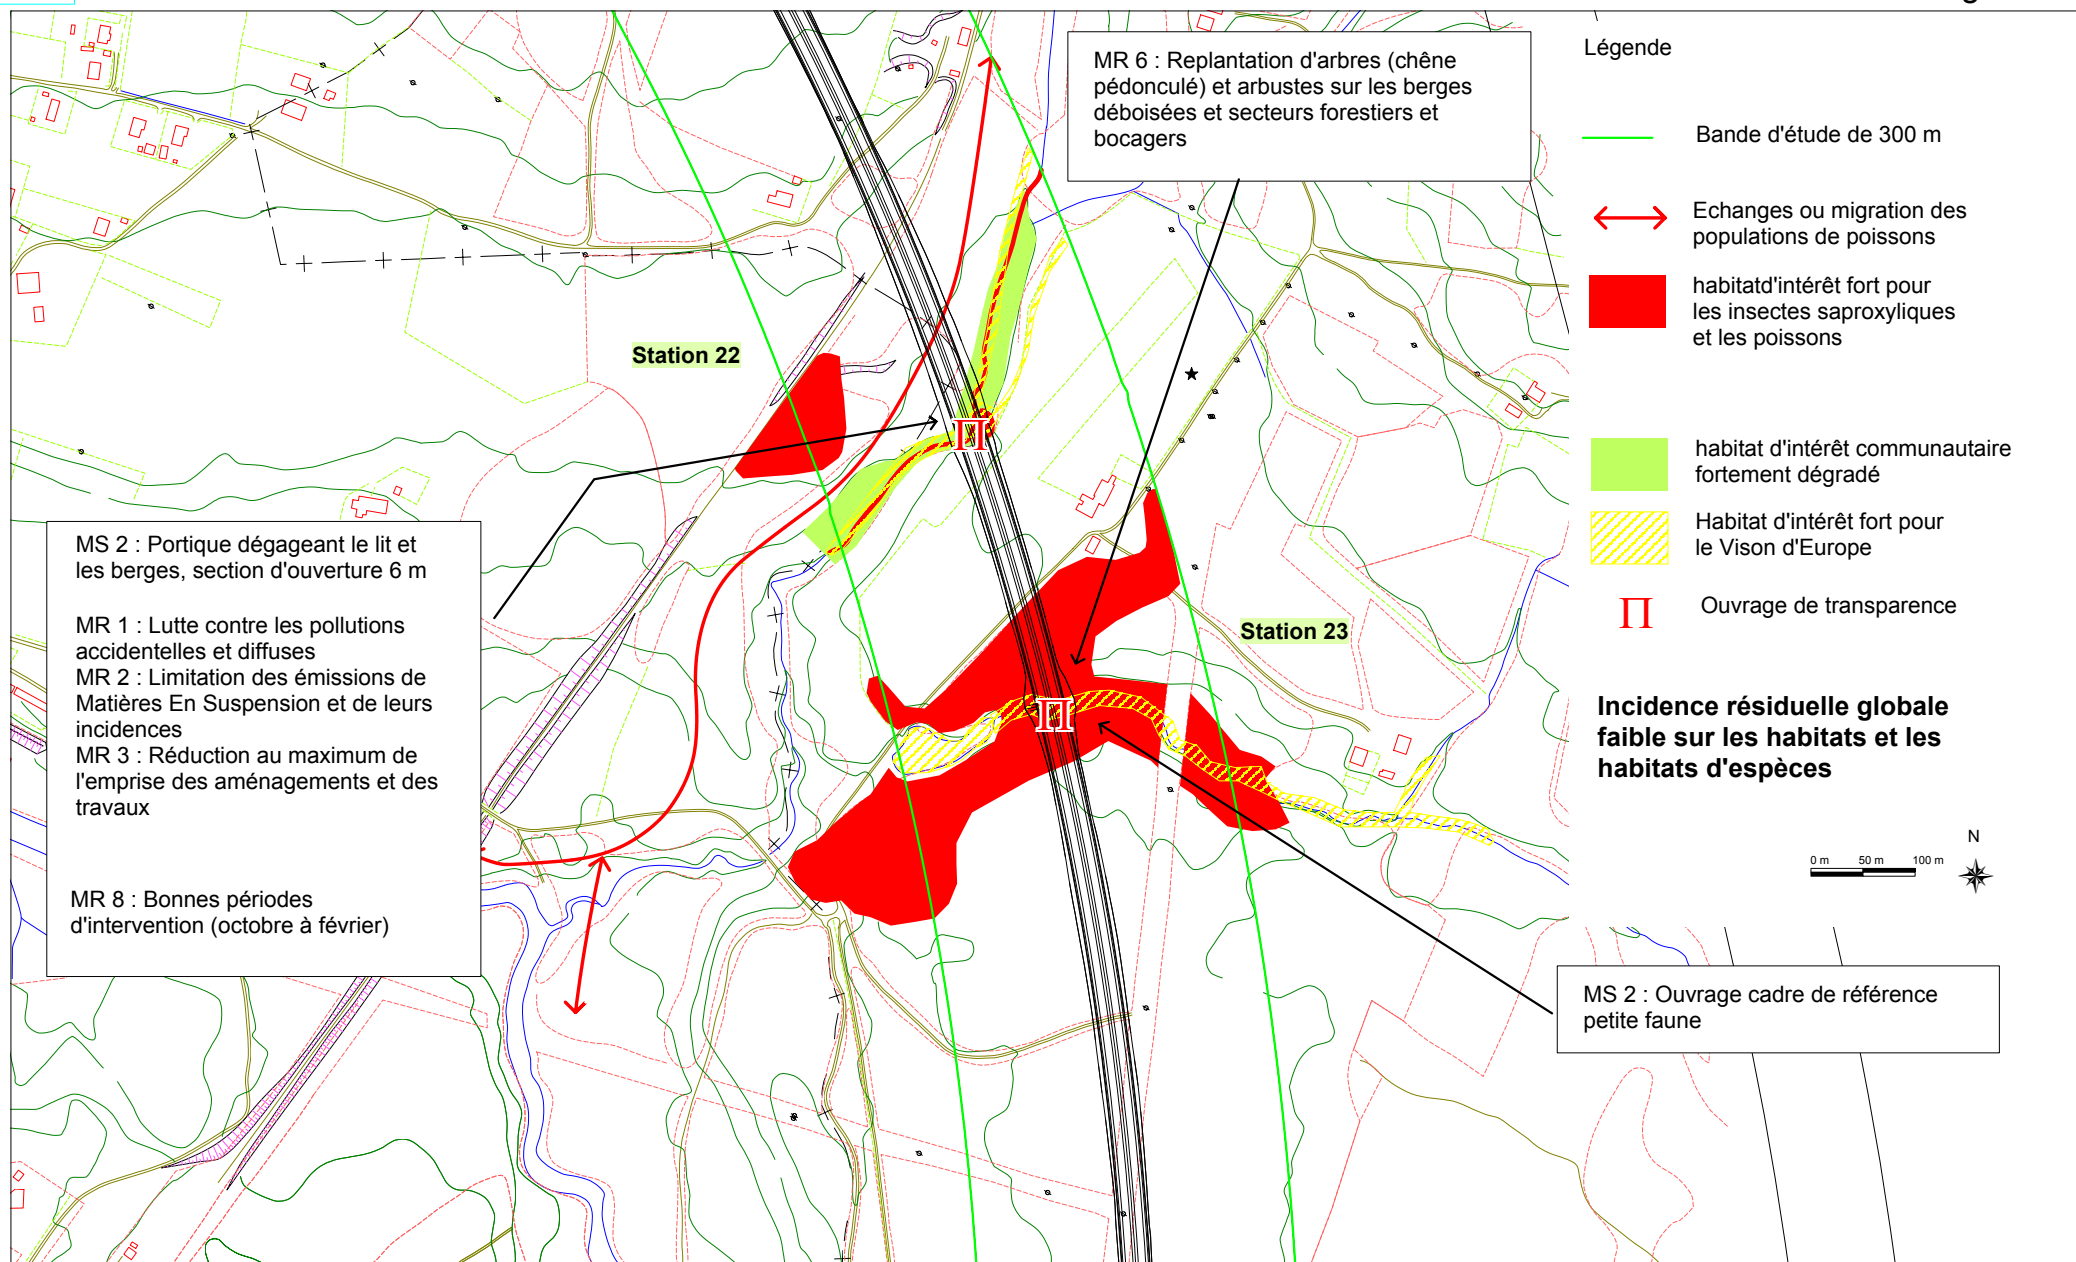 MR 6 : Replantation d'arbres (chêne
pédonculé) et arbustes sur les berges
déboisées et secteurs forestiers et
bocagers
Légende
Bande d'étude de 300 m
Echanges ou migration des
populations de poissons
habitatd'intérêt fort pour
les insectes saproxyliques
et les poissons
habitat d'intérêt communautaire
fortement dégradé
Habitat d'intérêt fort pour
le Vison d'Europe
Π Ouvrage de transparence
Incidence résiduelle globale
faible sur les habitats et les
habitats d'espèces
N
0 m 50 m 100 m
Station 22
Π
MS 2 : Portique dégageant le lit et
les berges, section d'ouverture 6 m
MR 1 : Lutte contre les pollutions
accidentelles et diffuses
MR 2 : Limitation des émissions de
Matières En Suspension et de leurs
incidences
MR 3 : Réduction au maximum de
l'emprise des aménagements et des
travaux
MR 8 : Bonnes périodes
d'intervention (octobre à février)
Station 23
Π
MS 2 : Ouvrage cadre de référence
petite faune